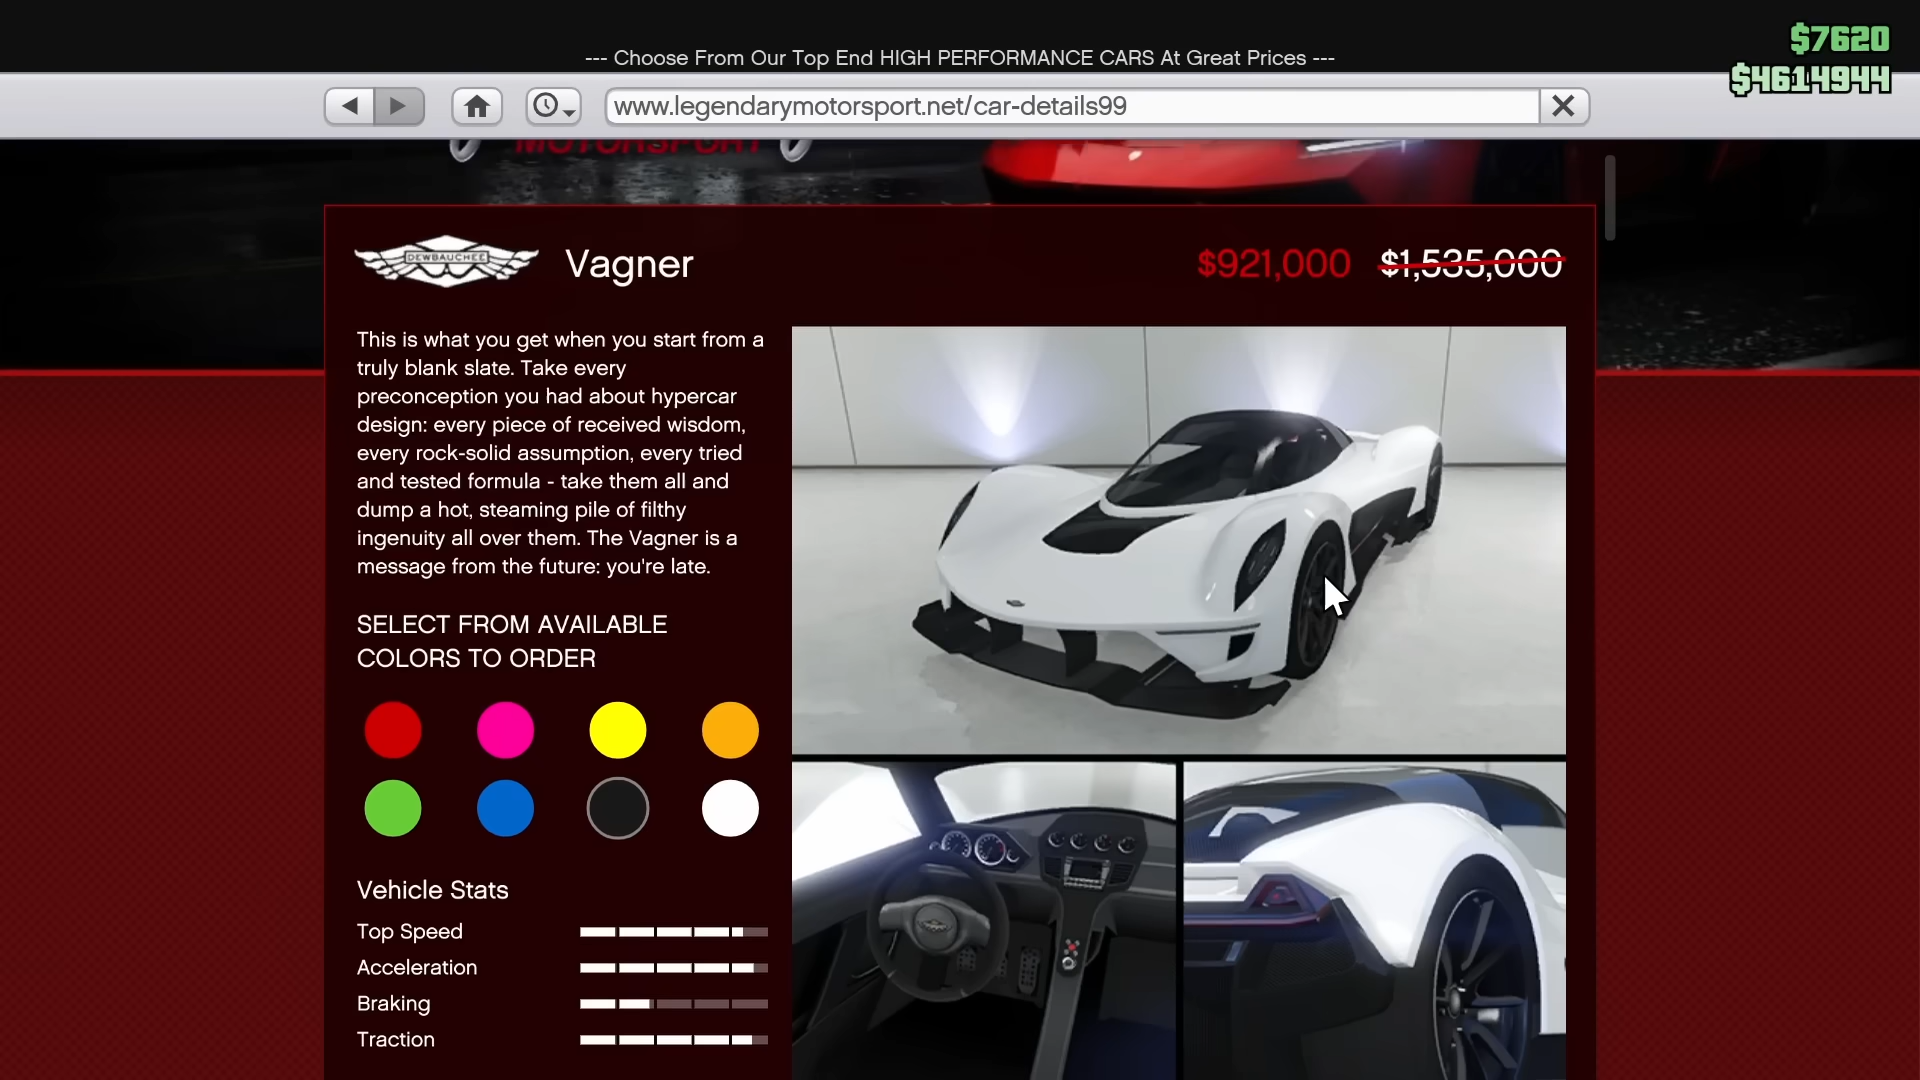 $7620
--- Choose From Our Top End HIGH PERFORMANCE CARS At Great Prices ---
$4614944
www.legendarymotorsport.net/car-details99
MOTORSPORT
DEWBAUCHEE
Vagner
$921,000 $1,535,000
This is what you get when you start from a
truly blank slate. Take every
preconception you had about hypercar
design: every piece of received wisdom,
every rock-solid assumption, every tried
and tested formula - take them all and
dump a hot, steaming pile of filthy
ingenuity all over them. The Vagner is a
message from the future: you're late.
SELECT FROM AVAILABLE
COLORS TO ORDER
Vehicle Stats
Top Speed
Acceleration
Braking
Traction